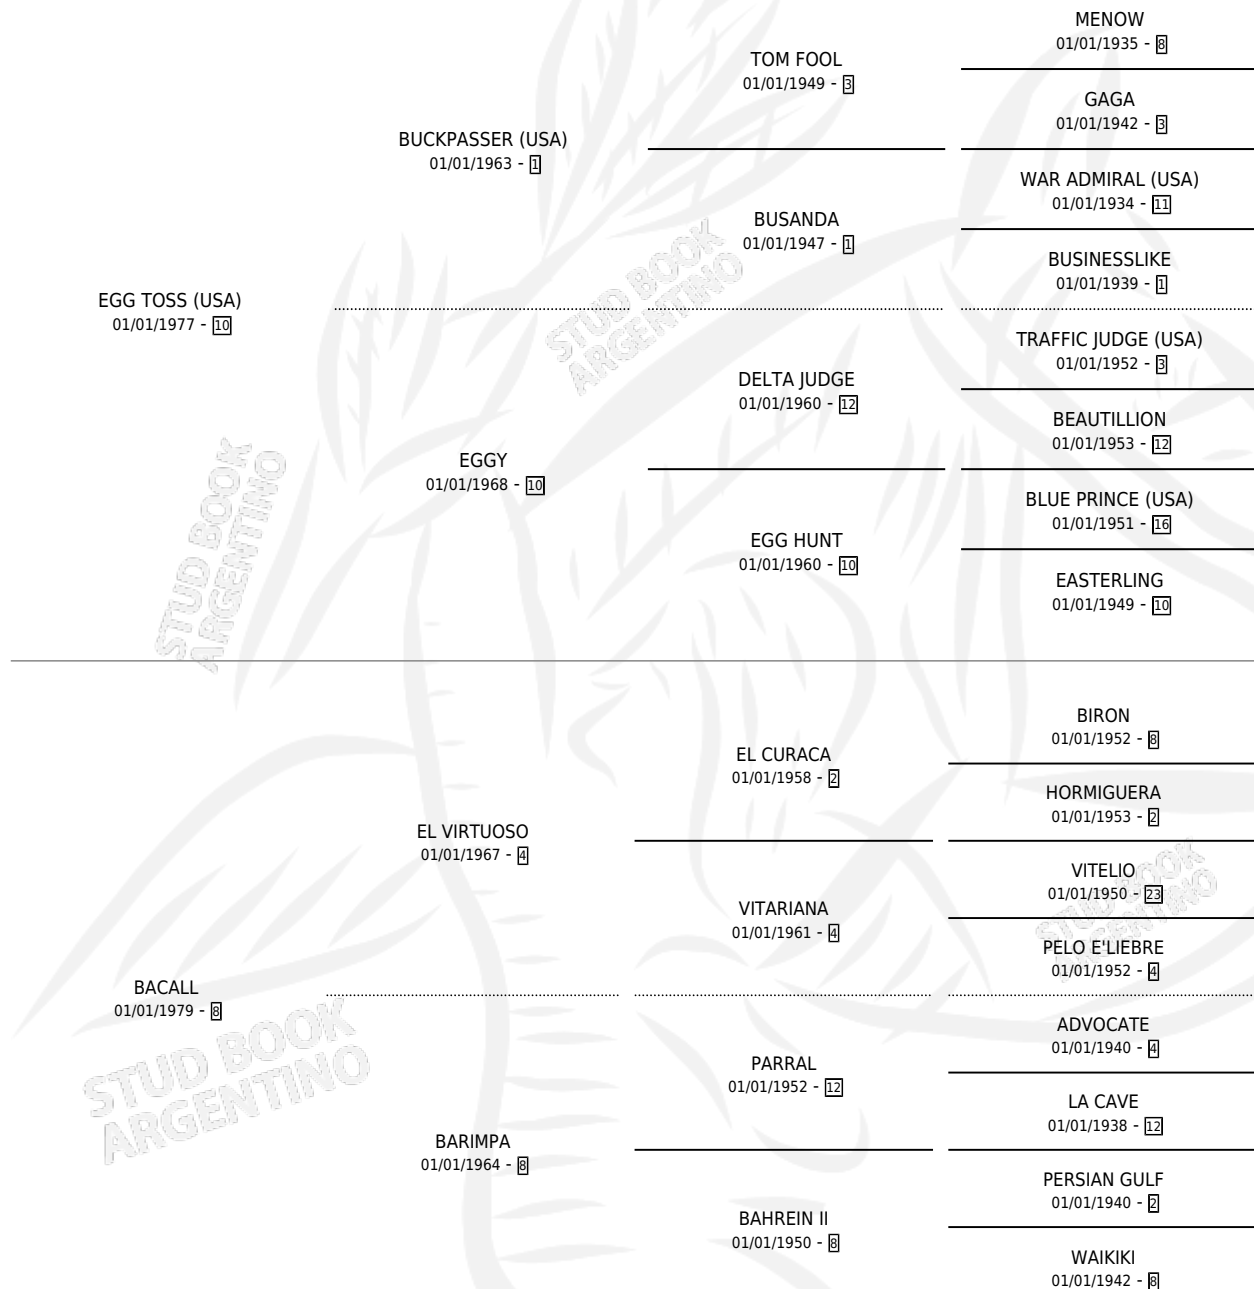 MENOW
01/01/1935 - 8
TOM FOOL
01/01/1949 - 3
GAGA
01/01/1942 - 3
BUCKPASSER (USA)
01/01/1963 - 1
WAR ADMIRAL (USA)
01/01/1934 - 11
BUSANDA
01/01/1947 - 1
BUSINESSLIKE
01/01/1939 - 1
EGG TOSS (USA)
01/01/1977 - 10
TRAFFIC JUDGE (USA)
01/01/1952 - 3
DELTA JUDGE
01/01/1960 - 12
BEAUTILLION
01/01/1953 - 12
EGGY
01/01/1968 - 10
BLUE PRINCE (USA)
01/01/1951 - 16
EGG HUNT
01/01/1960 - 10
EASTERLING
01/01/1949 - 10
BIRON
01/01/1952 - 8
EL CURACA
01/01/1958 - 2
HORMIGUERA
01/01/1953 - 2
EL VIRTUOSO
01/01/1967 - 4
VITELIO
01/01/1950 - 23
VITARIANA
01/01/1961 - 4
PELO E'LIEBRE
01/01/1952 - 4
BACALL
01/01/1979 - 8
ADVOCATE
01/01/1940 - 4
PARRAL
01/01/1952 - 12
LA CAVE
01/01/1938 - 12
BARIMPA
01/01/1964 - 8
PERSIAN GULF
01/01/1940 - 2
BAHREIN II
01/01/1950 - 8
WAIKIKI
01/01/1942 - 8
STUD BOOK
ARGENTINO
STUD BOOK
ARGENTINO
STUD BOOK
ARGENTINO
STUD BOOK
ARGENTINO